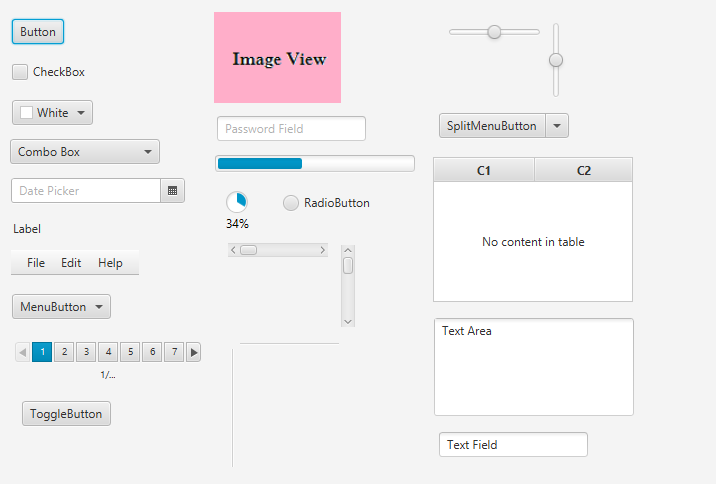 Button
CheckBox
White
Combo Box
Date Picker
Label
File Edit Help
MenuButton
1 2 3 4 5 6 7
1/...
ToggleButton
Image View
Password Field
34%
RadioButton
SplitMenuButton
C1 C2
No content in table
Text Area
Text Field